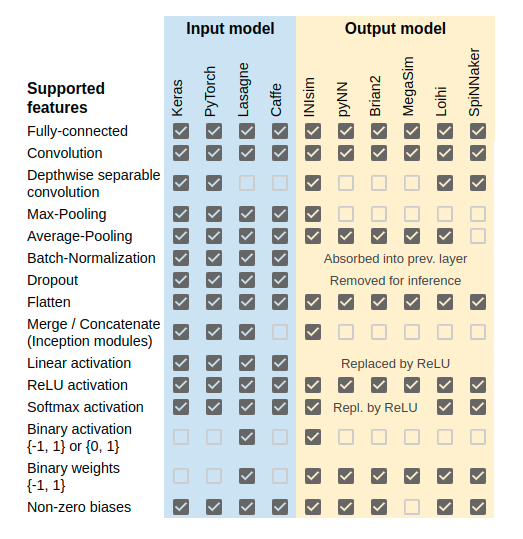 Input model
Output model
Supported
features
Keras
PyTorch
Lasagne
Caffe
INIsim
pyNN
Brian2
MegaSim
Loihi
SpiNNaker
Fully-connected
Convolution
Depthwise separable
convolution
Max-Pooling
Average-Pooling
Batch-Normalization
Absorbed into prev. layer
Dropout
Removed for inference
Flatten
Merge / Concatenate
(Inception modules)
Linear activation
Replaced by ReLU
ReLU activation
Softmax activation
Repl. by ReLU
Binary activation
{-1, 1} or {0, 1}
Binary weights
{-1, 1}
Non-zero biases